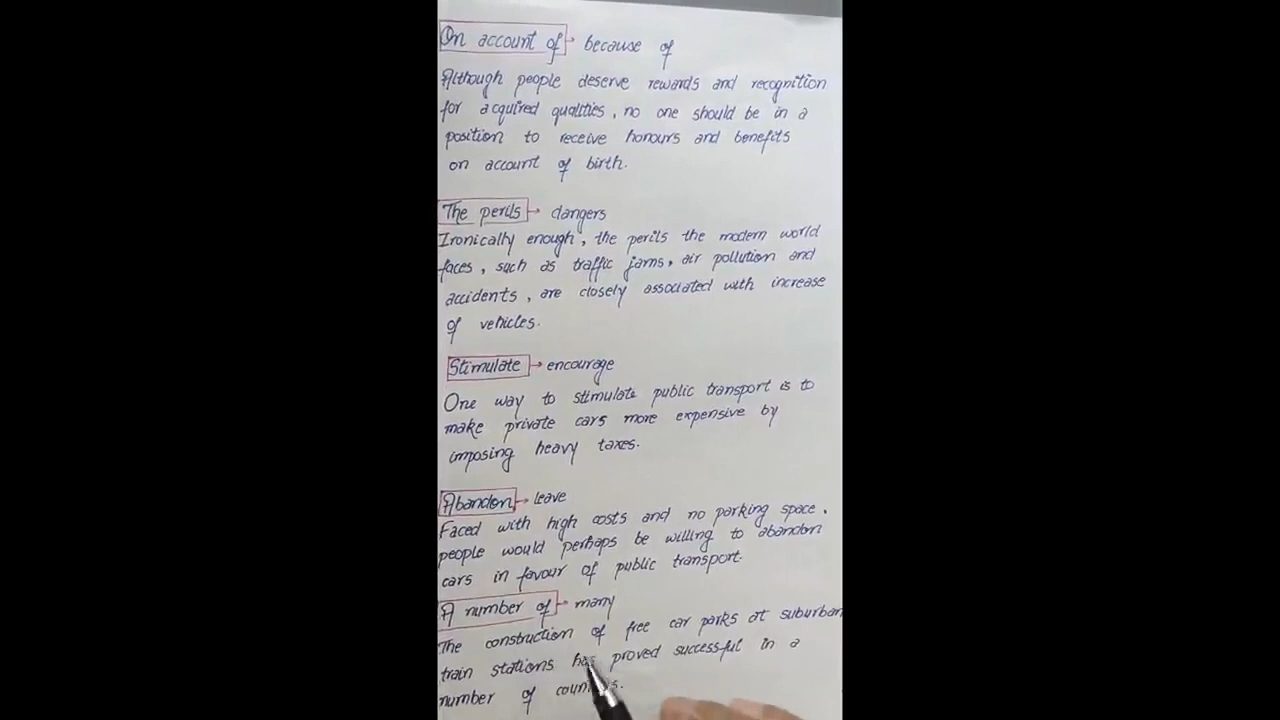 On account of → because of
Although people deserve rewards and recognition
for acquired qualities, no one should be in a
position to receive honours and benefits
on account of birth.
The perils → dangers
Ironically enough, the perils the modern world
faces, such as traffic jams, air pollution and
accidents, are closely associated with increase
of vehicles.
Stimulate → encourage
One way to stimulate public transport is to
make private cars more expensive by
imposing heavy taxes.
Abandon → leave
Faced with high costs and no parking space,
people would perhaps be willing to abandon
cars in favour of public transport.
A number of → many
The construction of free car parks at suburban
train stations has proved successful in a
number of